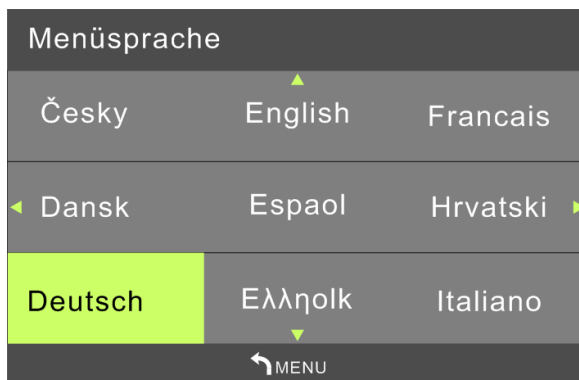 Menüsprache
Česky English Francais
Dansk Espaol Hrvatski
Deutsch Ελληolk Italiano
MENU